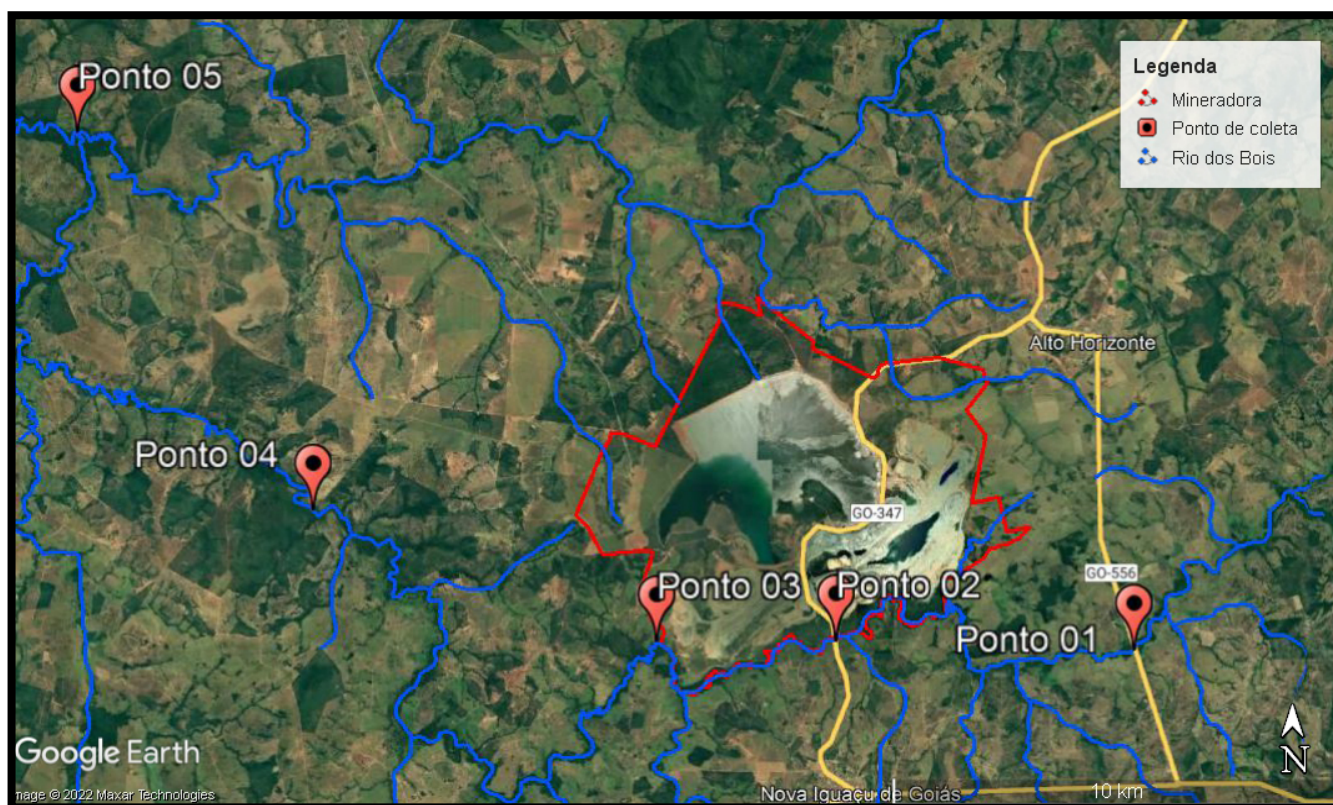 Ponto 05
Legenda
Mineradora
Ponto de coleta
Rio dos Bois
Alto Horizonte
Ponto 04
GO-347
GO-556
Ponto 03
Ponto 02
Ponto 01
N
Google Earth
mage © 2022 Maxar Technologies
Nova Iguaçu de Goiás
10 km